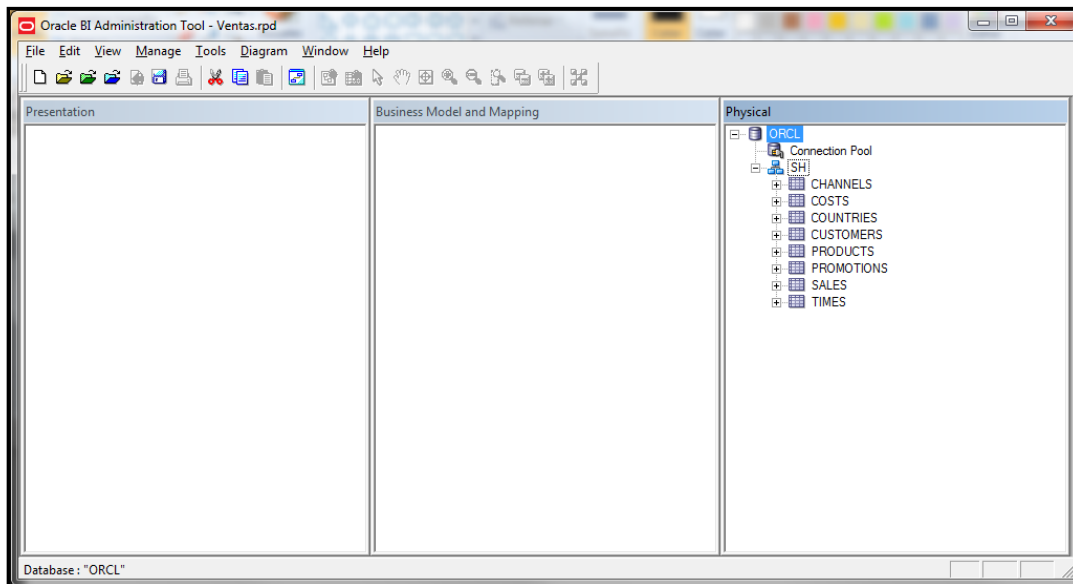 Oracle BI Administration Tool - Ventas.rpd
File Edit View Manage Tools Diagram Window Help
Presentation
Business Model and Mapping
Physical
ORCL
Connection Pool
SH
CHANNELS
COSTS
COUNTRIES
CUSTOMERS
PRODUCTS
PROMOTIONS
SALES
TIMES
Database : "ORCL"